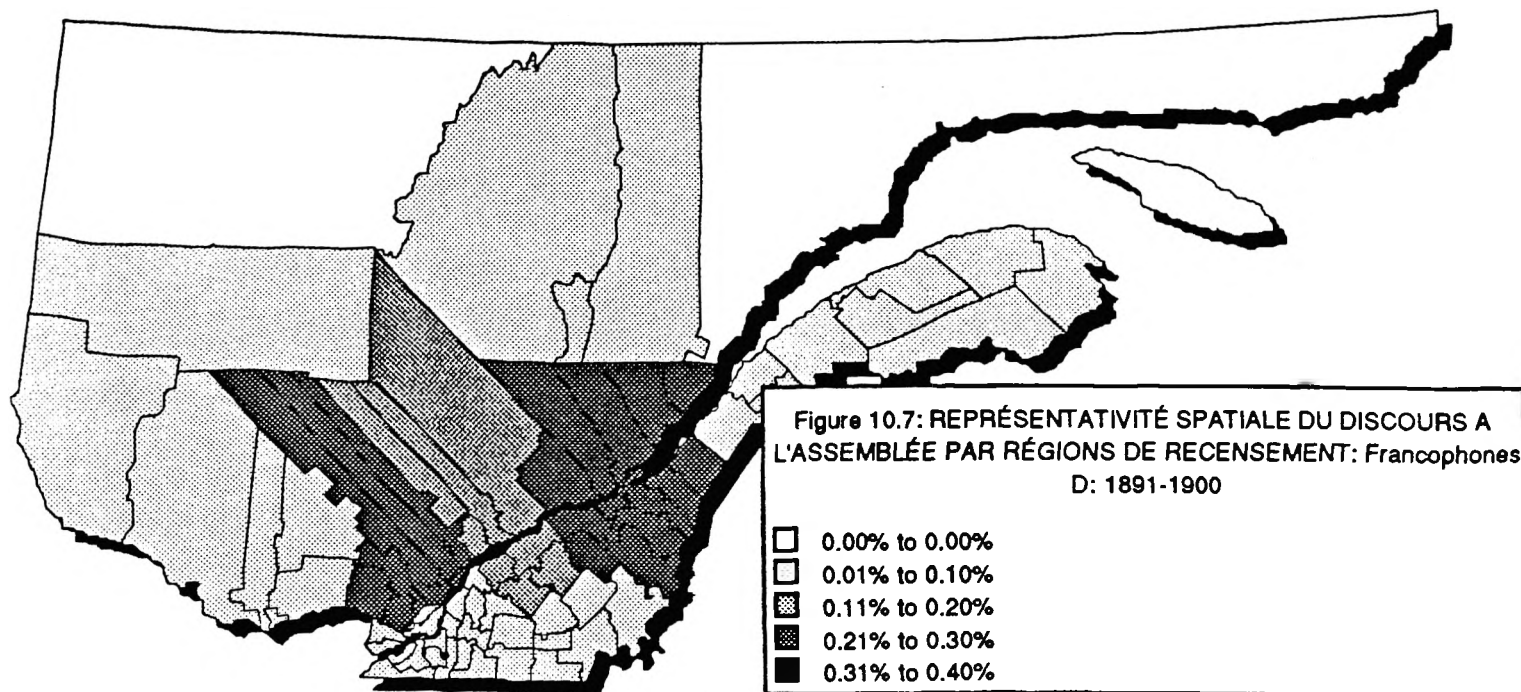 Figure 10.7: REPRÉSENTATIVITÉ SPATIALE DU DISCOURS A
L'ASSEMBLÉE PAR RÉGIONS DE RECENSEMENT: Francophones
D: 1891-1900
0.00% to 0.00%
0.01% to 0.10%
0.11% to 0.20%
0.21% to 0.30%
0.31% to 0.40%